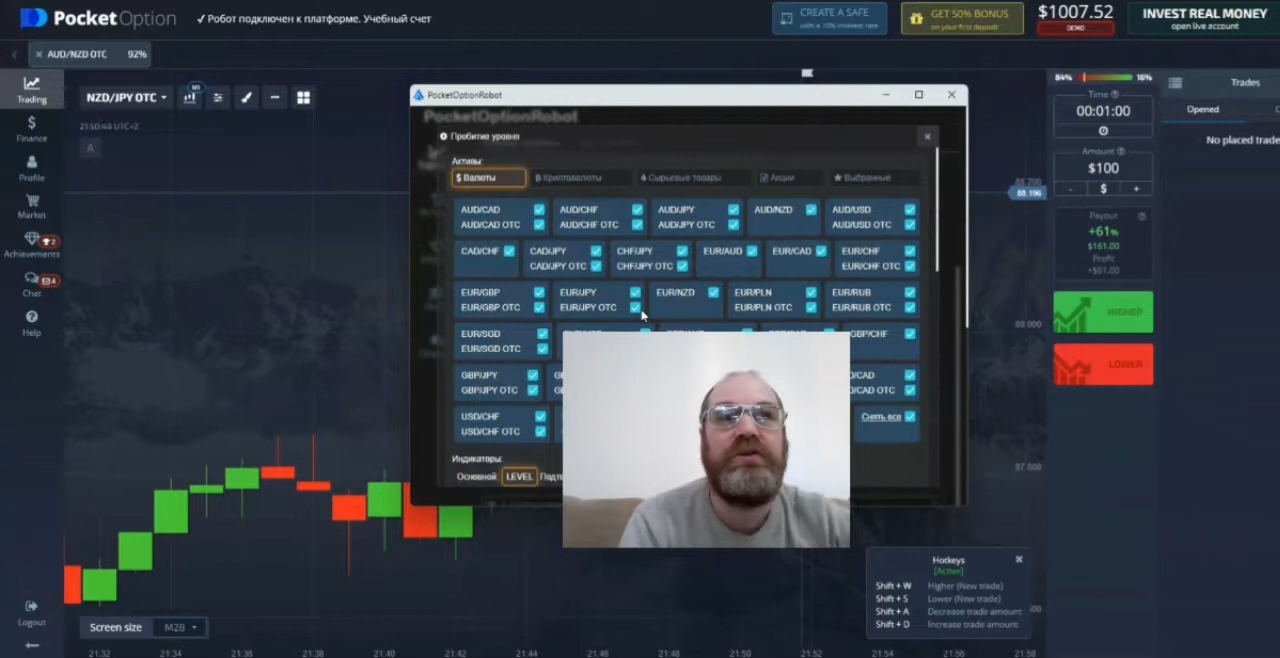 PocketOption
✓ Робот подключен к платформе. Учебный счет
CREATE A SAFE
GET 50% BONUS
on your first deposit
$1007.52
DEMO
INVEST REAL MONEY
open live account
AUD/NZD OTC 92%
Trading
Finance
Profile
Market
Achievements
2
Chat
Help
Logout
NZD/JPY OTC
M1
A
PocketOptionRobot
PocketOptionRobot
Пробитие уровня
Активы:
$ Валюты
Криптовалюты
Сырьевые товары
Акции
Выбранные
AUD/CAD AUD/CHF AUD/JPY AUD/NZD AUD/USD
AUD/CAD OTC AUD/CHF OTC AUD/JPY OTC AUD/USD OTC
CAD/CHF CAD/JPY CHF/JPY EUR/AUD EUR/CAD EUR/CHF
CAD/JPY OTC CHF/JPY OTC EUR/CHF OTC
EUR/GBP EUR/JPY EUR/NZD EUR/PLN EUR/RUB
EUR/GBP OTC EUR/JPY OTC EUR/PLN OTC EUR/RUB OTC
EUR/SGD GBP/CHF
EUR/SGD OTC
GBP/JPY
GBP/JPY OTC
USD/CHF Снять все
USD/CHF OTC
Индикаторы:
Основной: LEVEL
84% 16%
Time
00:01:00
Amount
$100
- $ +
Payout
+61%
$161.00
Profit
+$61.00
HIGHER
LOWER
Trades
Opened
No placed trade
88.196
88.000
Hotkeys
[Active]
Shift + W Higher (New trade)
Shift + S Lower (New trade)
Shift + A Decrease trade amount
Shift + D Increase trade amount
Screen size M28
21:32 21:34 21:36 21:38 21:40 21:42 21:44 21:46 21:48 21:50 21:52 21:54 21:56 21:58